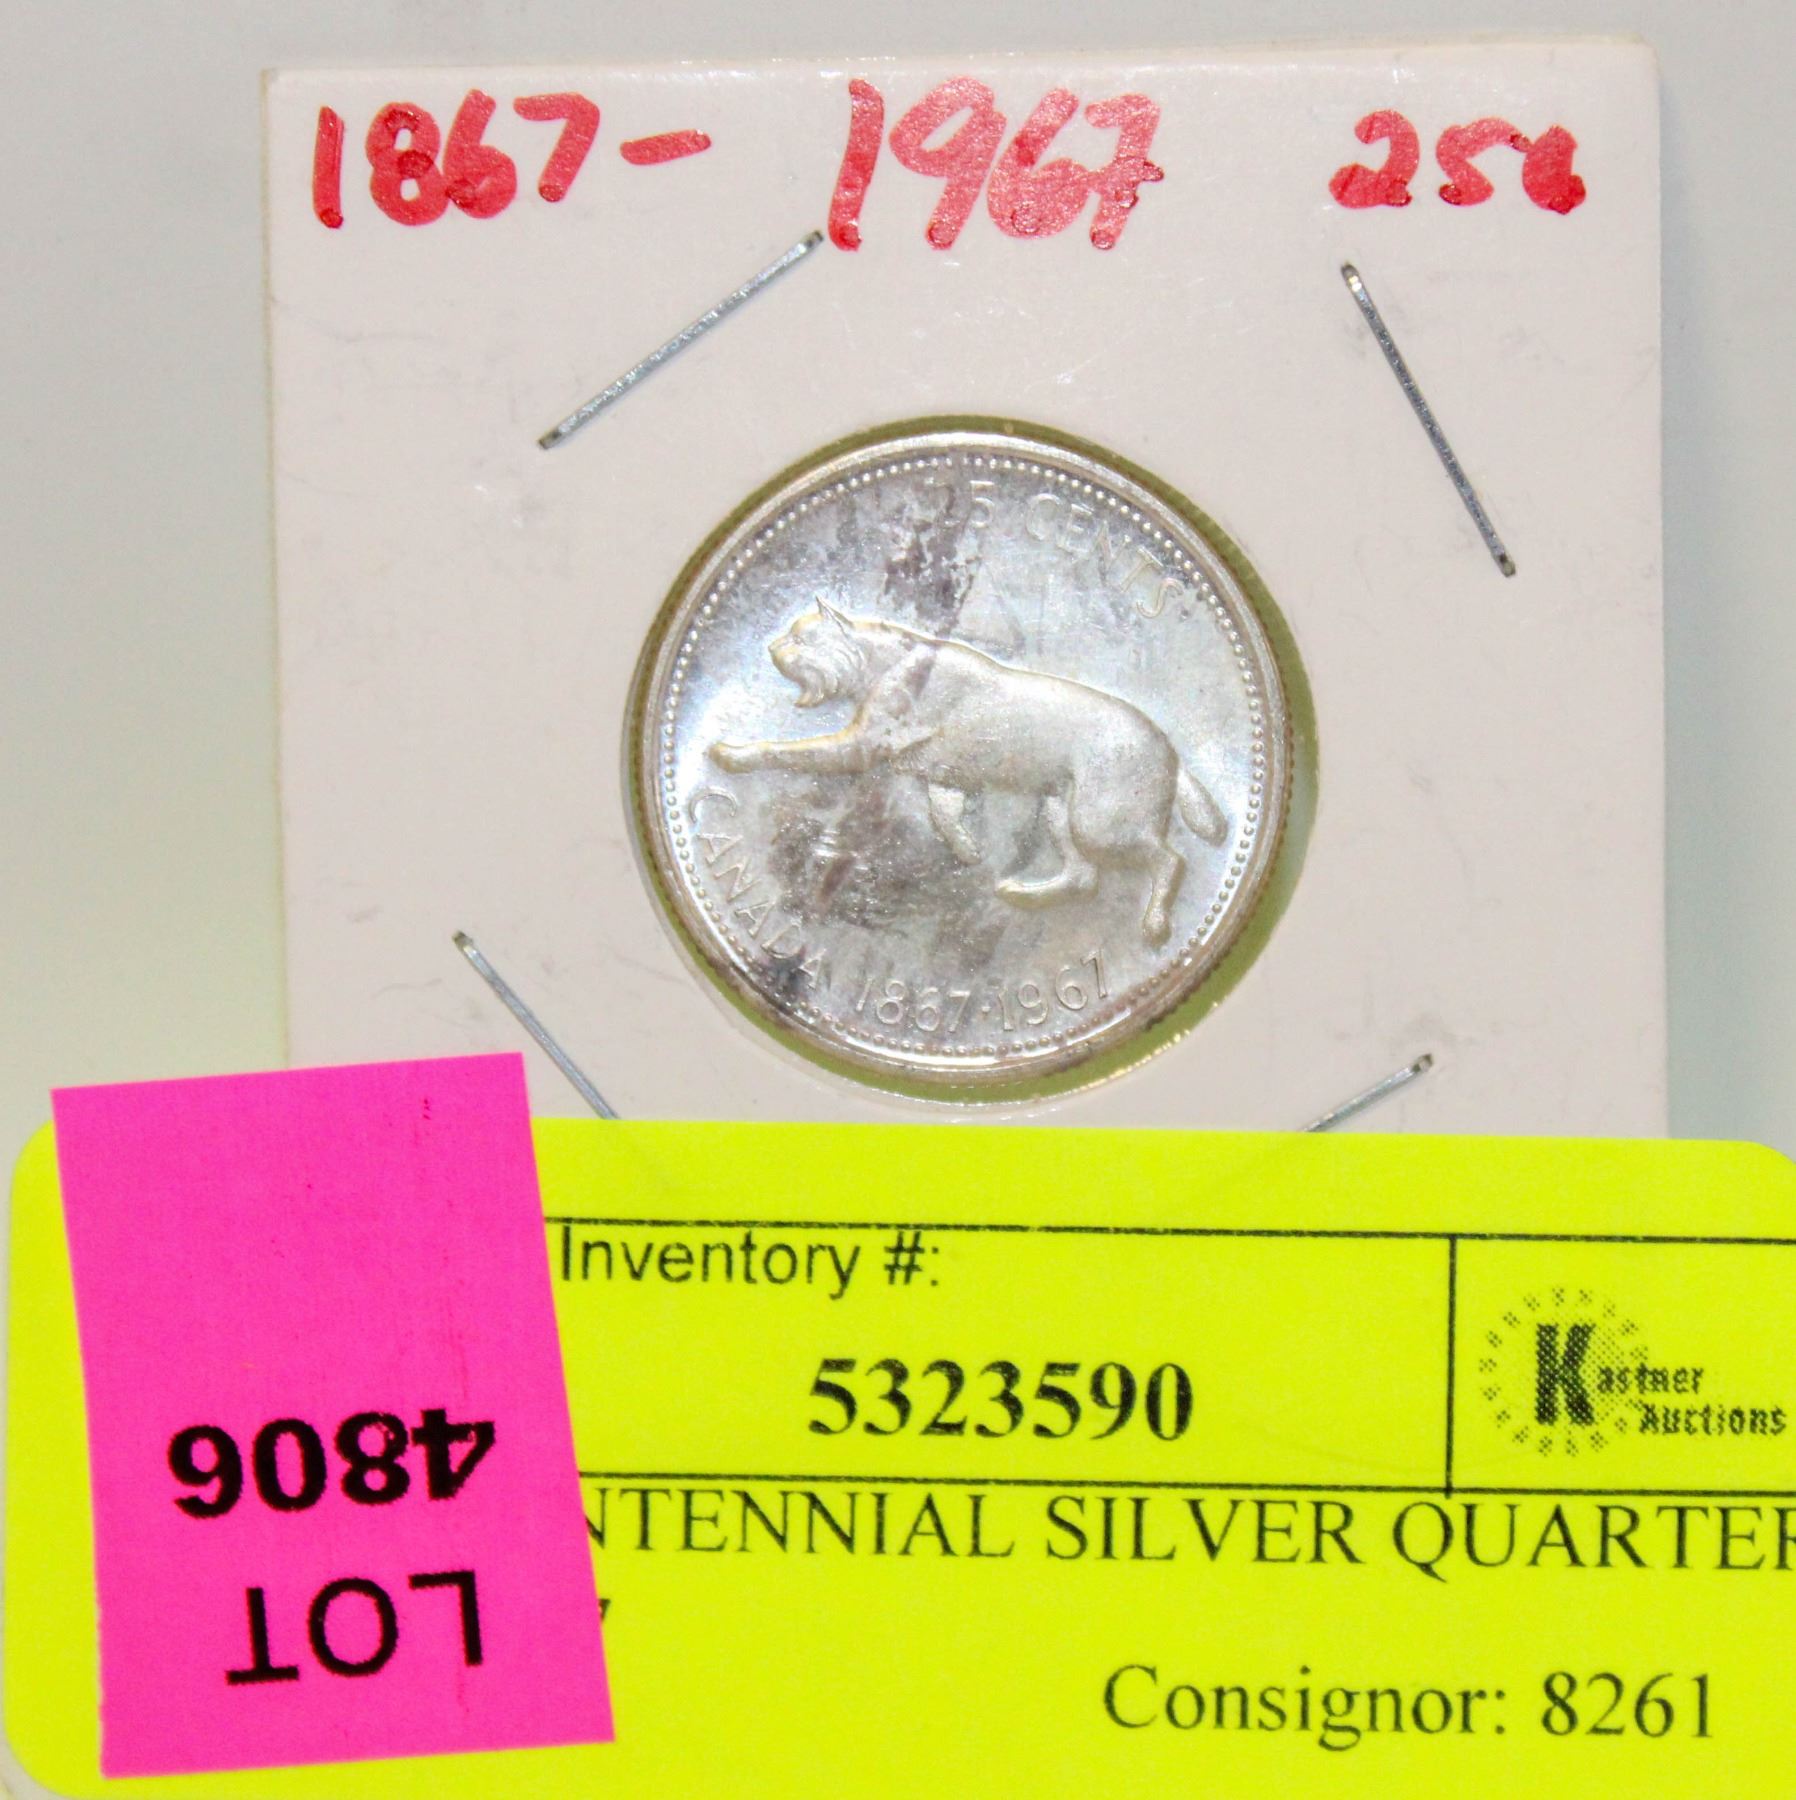 1867- 1967 25¢
25 CENTS
CANADA 1867·1967
Inventory #:
5323590
Kastner
Auctions
NTENNIAL SILVER QUARTER
7
Consignor: 8261
LOT
4806